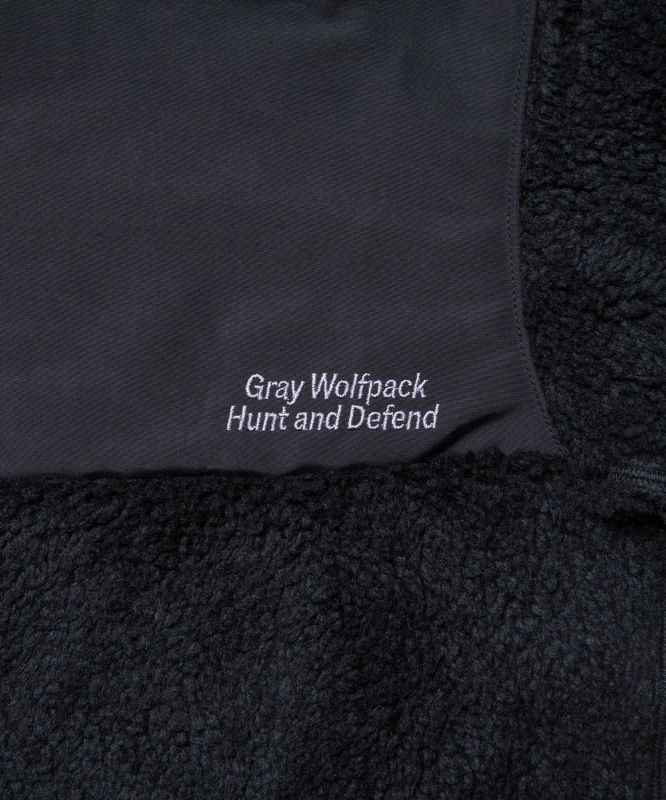 Gray Wolfpack
Hunt and Defend